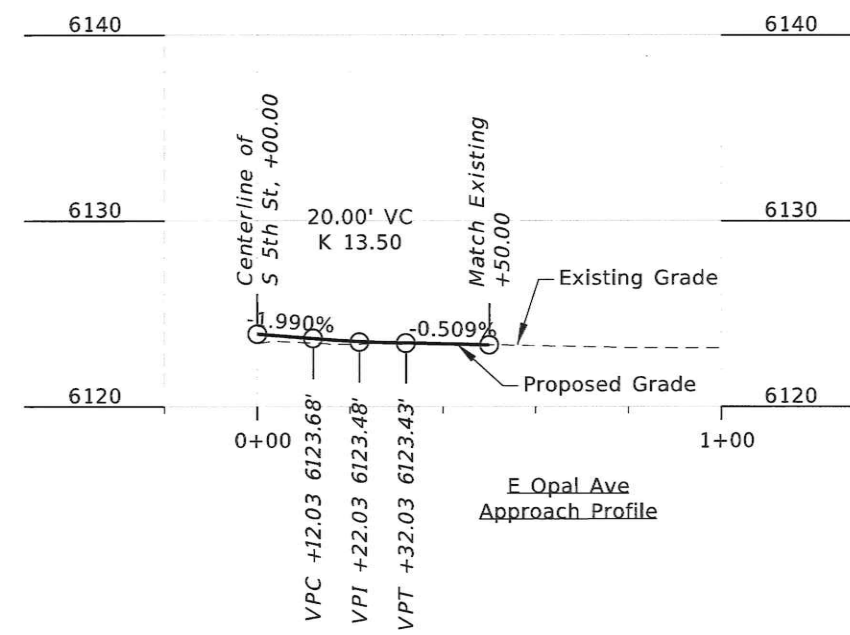 6140
6140
Centerline of
S 5th St, +00.00
Match Existing
+50.00
6130
6130
20.00' VC
K 13.50
Existing Grade
-1.990%
-0.509%
Proposed Grade
6120
6120
0+00
1+00
VPC +12.03 6123.68'
VPI +22.03 6123.48'
VPT +32.03 6123.43'
E Opal Ave
Approach Profile